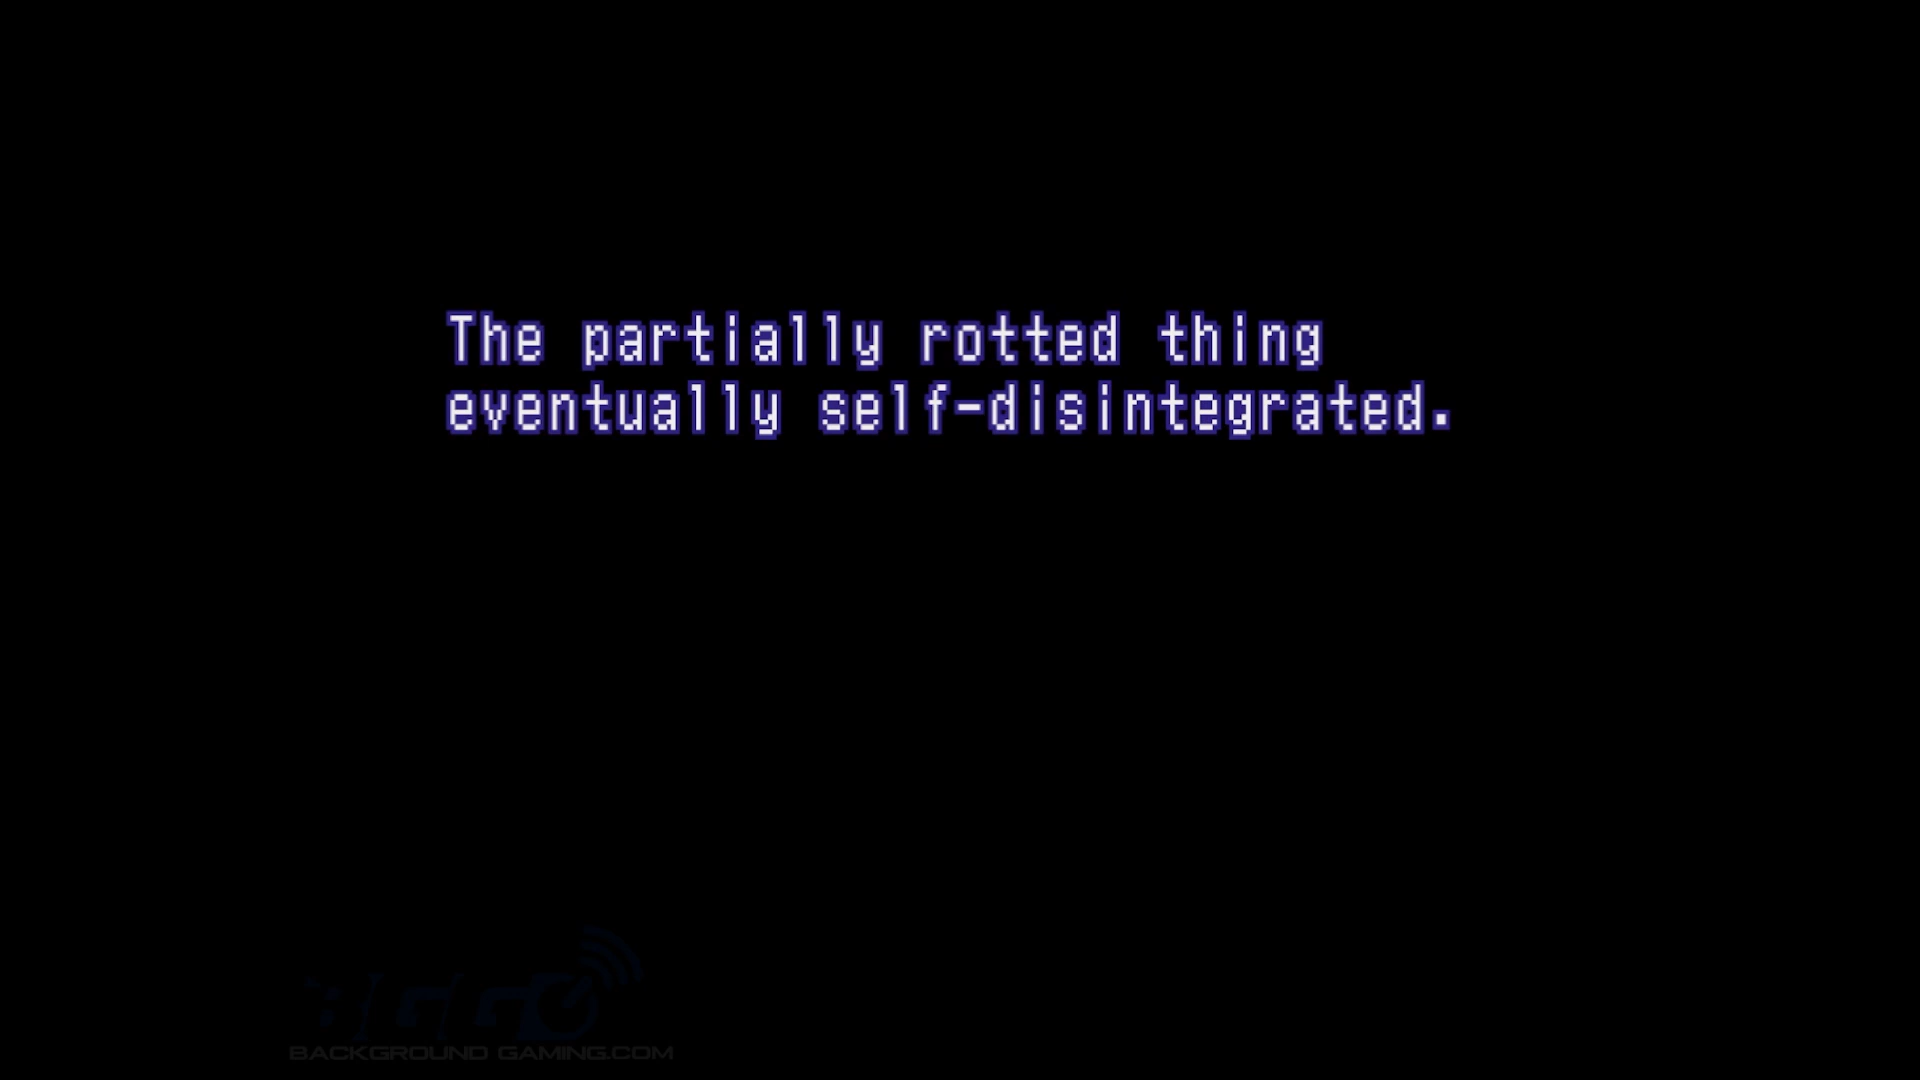 The partially rotted thing
eventually self-disintegrated.
BACKGROUND GAMING.COM